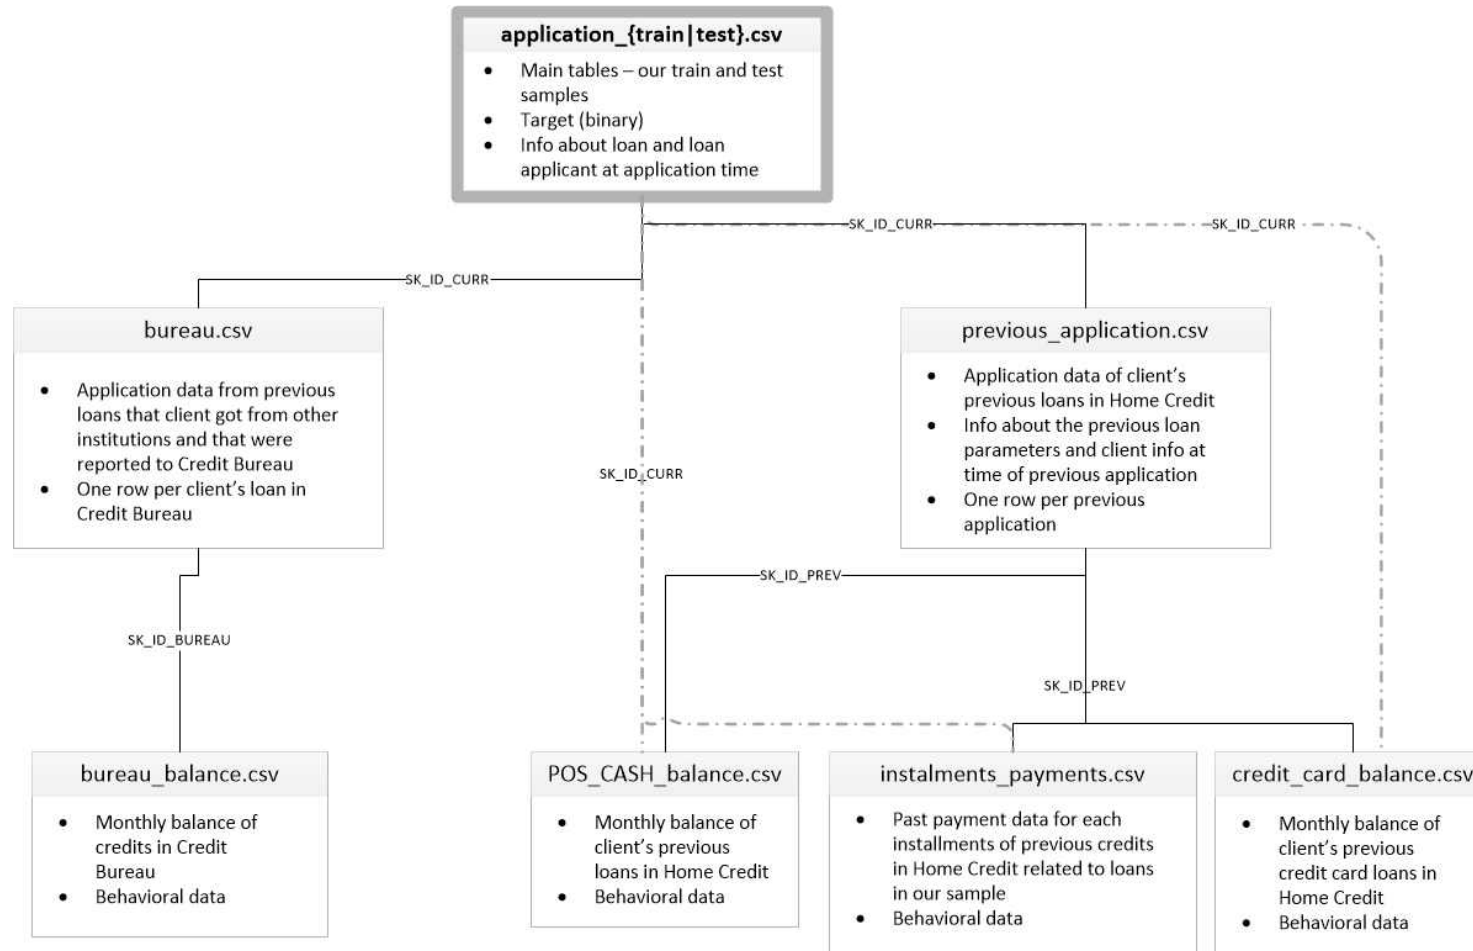 application_{train|test}.csv
• Main tables – our train and test
samples
• Target (binary)
• Info about loan and loan
applicant at application time
SK_ID_CURR
SK_ID_CURR
SK_ID_CURR
bureau.csv
• Application data from previous
loans that client got from other
institutions and that were
reported to Credit Bureau
• One row per client's loan in
Credit Bureau
previous_application.csv
• Application data of client's
previous loans in Home Credit
• Info about the previous loan
parameters and client info at
time of previous application
• One row per previous
application
SK_ID_CURR
SK_ID_PREV
SK_ID_BUREAU
SK_ID_PREV
bureau_balance.csv
• Monthly balance of
credits in Credit
Bureau
• Behavioral data
POS_CASH_balance.csv
• Monthly balance of
client's previous
loans in Home Credit
• Behavioral data
instalments_payments.csv
• Past payment data for each
installments of previous credits
in Home Credit related to loans
in our sample
• Behavioral data
credit_card_balance.csv
• Monthly balance of
client's previous
credit card loans in
Home Credit
• Behavioral data